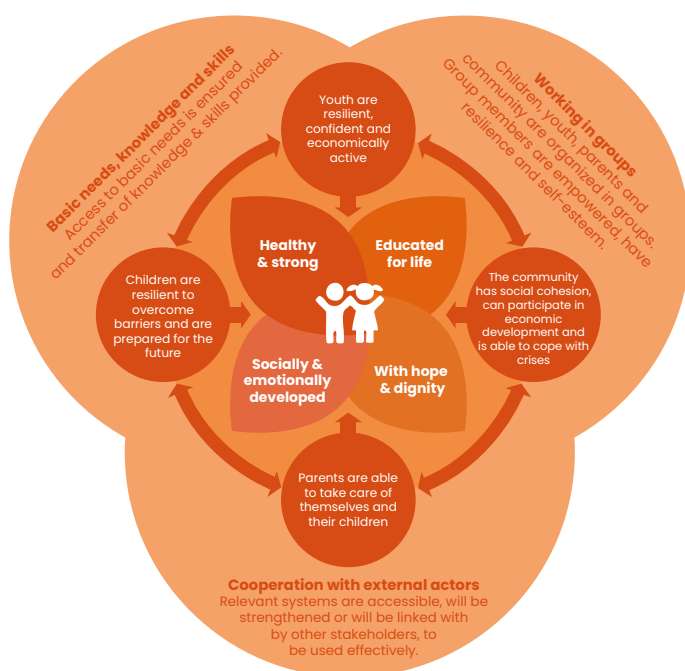 Basic needs, knowledge and skills
Access to basic needs is ensured
and transfer of knowledge & skills provided.
Working in groups
Children, youth, parents and
community are organized in groups.
Group members are empowered, have
resilience and self-esteem.
Youth are
resilient,
confident and
economically
active
Healthy
& strong
Educated
for life
Children are
resilient to
overcome
barriers and are
prepared for the
future
The community
has social cohesion,
can participate in
economic
development and
is able to cope with
crises
Socially &
emotionally
developed
With hope
& dignity
Parents are able
to take care of
themselves and
their children
Cooperation with external actors
Relevant systems are accessible, will be
strengthened or will be linked with
by other stakeholders, to
be used effectively.